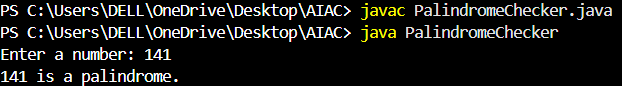 PS C:\Users\DELL\OneDrive\Desktop\AIAC> javac PalindromeChecker.java
PS C:\Users\DELL\OneDrive\Desktop\AIAC> java PalindromeChecker
Enter a number: 141
141 is a palindrome.